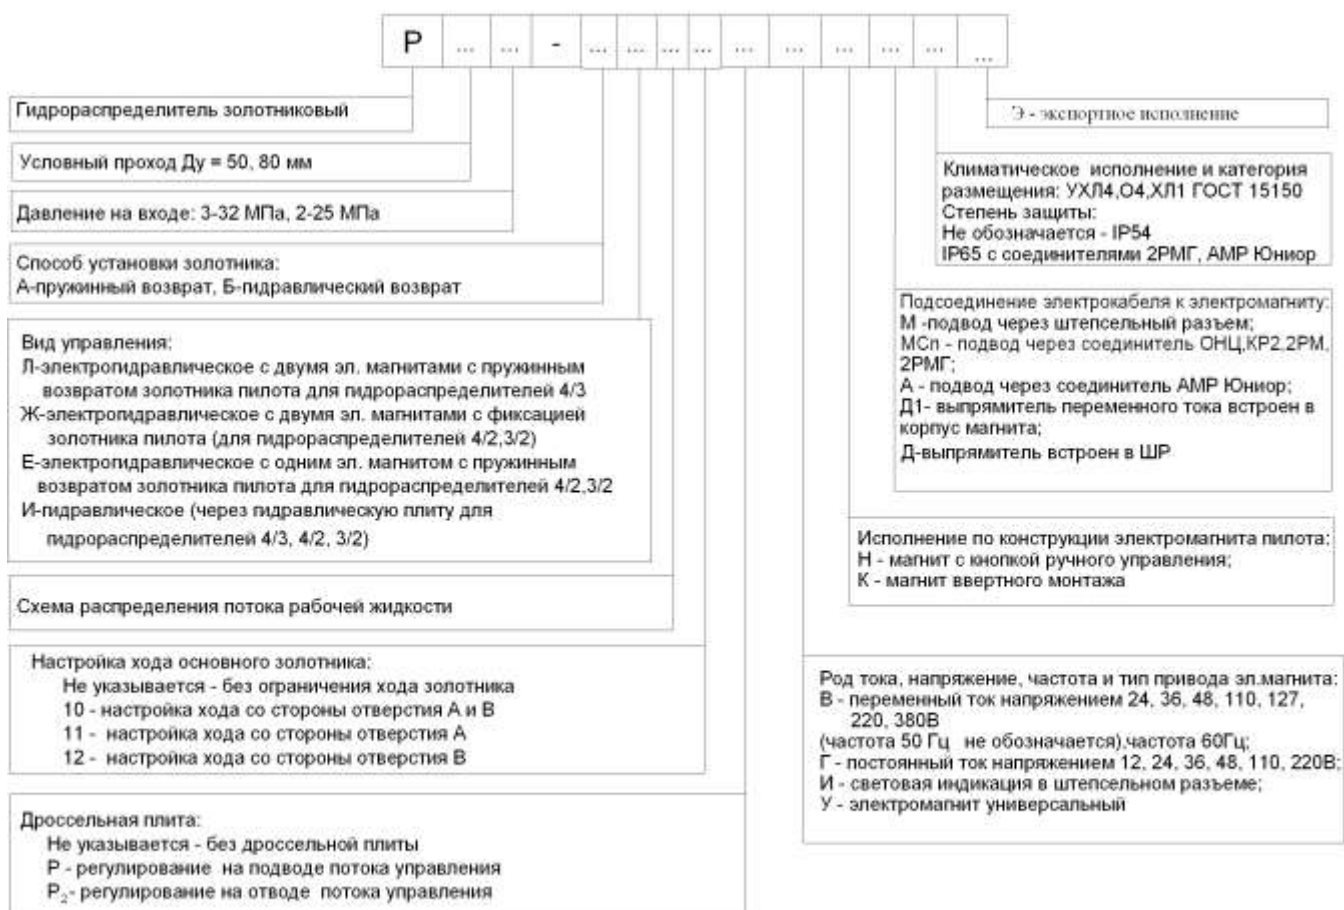 Р ... ... - ... ... ... ... ... ... ... ... ... ...
Гидрораспределитель золотниковый
Условный проход Ду = 50, 80 мм
Давление на входе: 3-32 МПа, 2-25 МПа
Способ установки золотника:
А-пружинный возврат, Б-гидравлический возврат
Вид управления:
Л-электрогидравлическое с двумя эл. магнитами с пружинным
возвратом золотника пилота для гидрораспределителей 4/3
Ж-электрогидравлическое с двумя эл. магнитами с фиксацией
золотника пилота (для гидрораспределителей 4/2,3/2)
Е-электрогидравлическое с одним эл. магнитом с пружинным
возвратом золотника пилота для гидрораспределителей 4/2,3/2
И-гидравлическое (через гидравлическую плиту для
гидрораспределителей 4/3, 4/2, 3/2)
Схема распределения потока рабочей жидкости
Настройка хода основного золотника:
Не указывается - без ограничения хода золотника
10 - настройка хода со стороны отверстия А и В
11 - настройка хода со стороны отверстия А
12 - настройка хода со стороны отверстия В
Дроссельная плита:
Не указывается - без дроссельной плиты
Р - регулирование на подводе потока управления
Р₂- регулирование на отводе потока управления
Э - экспортное исполнение
Климатическое исполнение и категория
размещения: УХЛ4,О4,ХЛ1 ГОСТ 15150
Степень защиты:
Не обозначается - IP54
IP65 с соединителями 2РМГ, АМР Юниор
Подсоединение электрокабеля к электромагниту:
М -подвод через штепсельный разъем;
МСп - подвод через соединитель ОНЦ,КР2,2РМ,
2РМГ;
А - подвод через соединитель АМР Юниор;
Д1- выпрямитель переменного тока встроен в
корпус магнита;
Д-выпрямитель встроен в ШР
Исполнение по конструкции электромагнита пилота:
Н - магнит с кнопкой ручного управления;
К - магнит ввертного монтажа
Род тока, напряжение, частота и тип привода эл.магнита:
В - переменный ток напряжением 24, 36, 48, 110, 127,
220, 380В
(частота 50 Гц не обозначается),частота 60Гц;
Г - постоянный ток напряжением 12, 24, 36, 48, 110, 220В;
И - световая индикация в штепсельном разъеме;
У - электромагнит универсальный